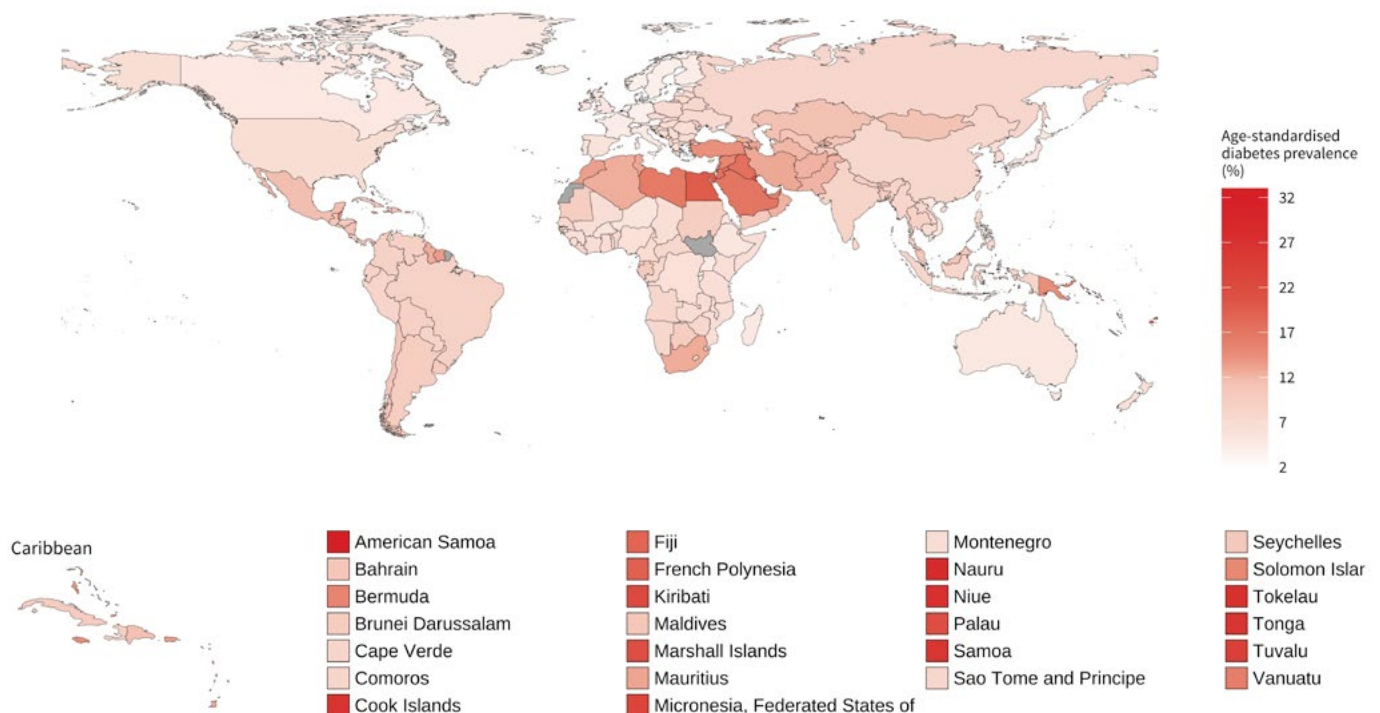 Age-standardised
diabetes prevalence
(%)
32
27
22
17
12
7
2
Caribbean
American Samoa
Bahrain
Bermuda
Brunei Darussalam
Cape Verde
Comoros
Cook Islands
Fiji
French Polynesia
Kiribati
Maldives
Marshall Islands
Mauritius
Micronesia, Federated States of
Montenegro
Nauru
Niue
Palau
Samoa
Sao Tome and Principe
Seychelles
Solomon Islar
Tokelau
Tonga
Tuvalu
Vanuatu